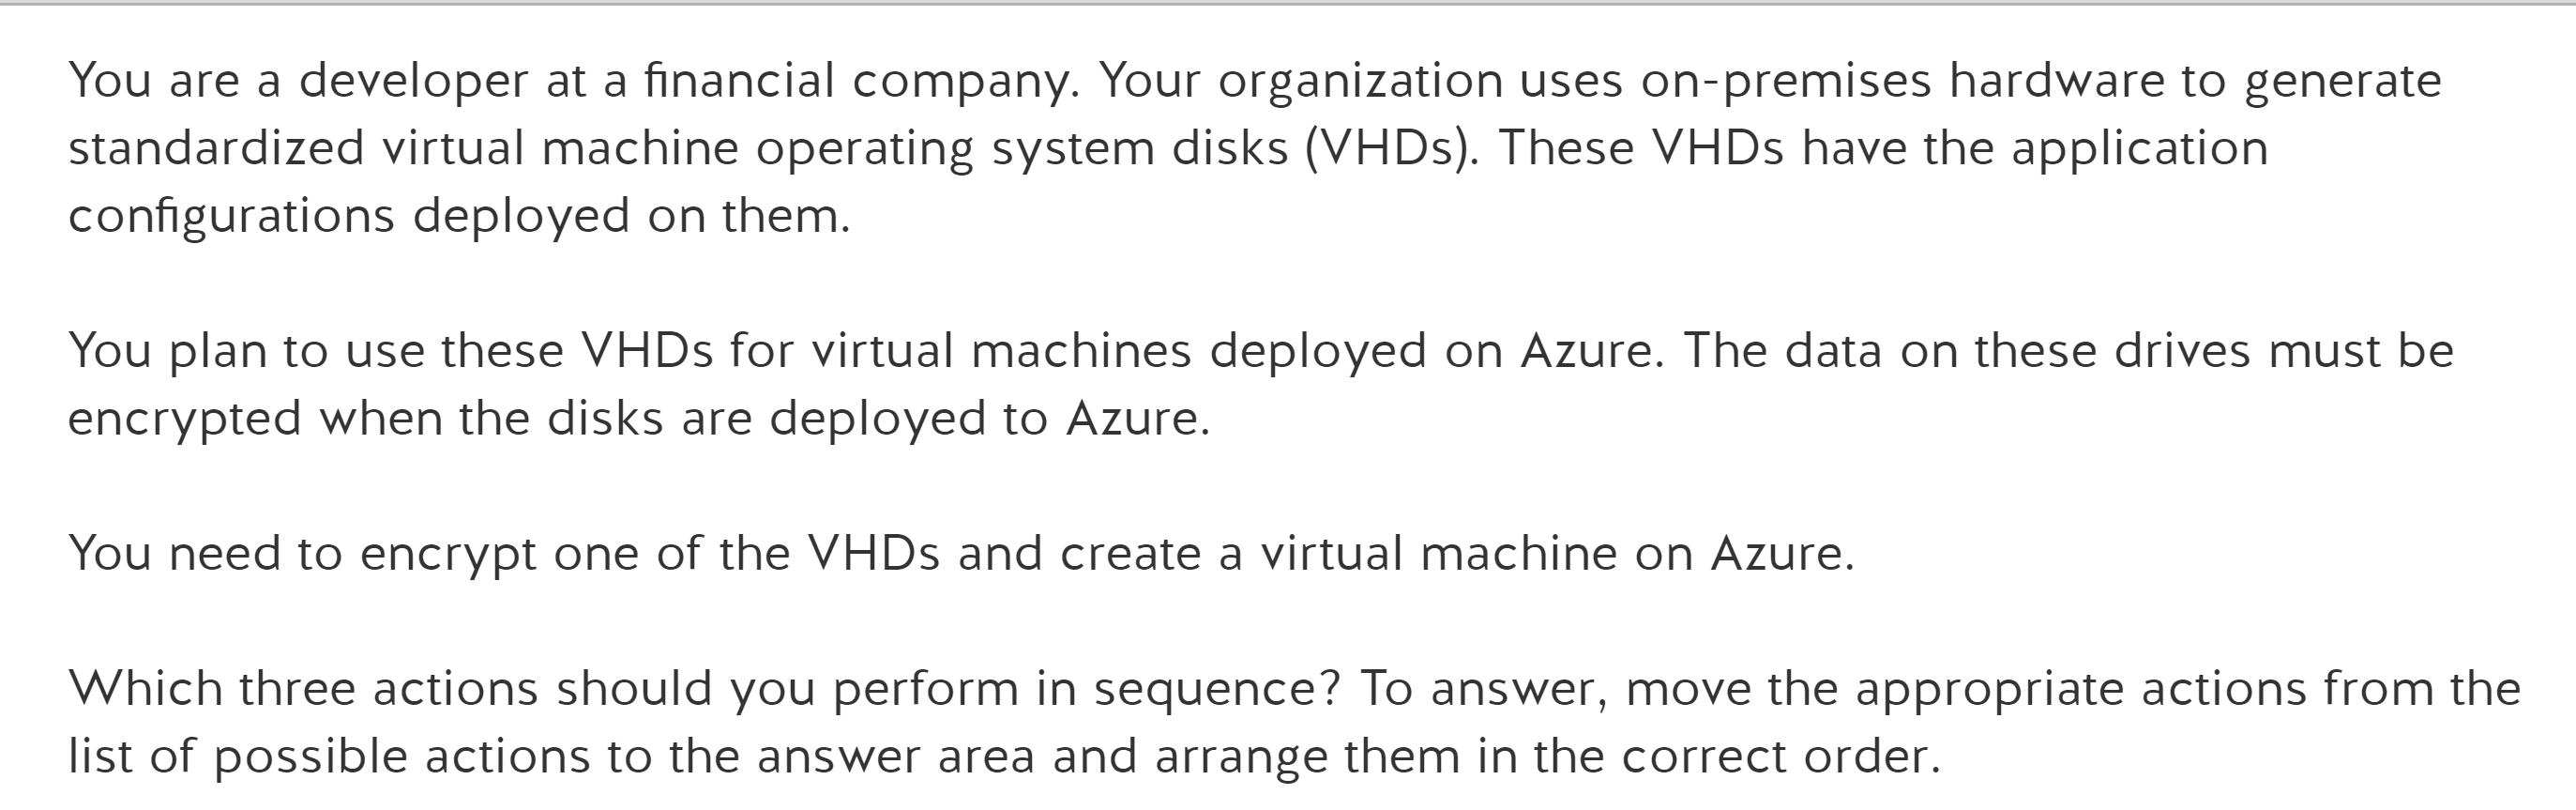 You are a developer at a financial company. Your organization uses on-premises hardware to generate
standardized virtual machine operating system disks (VHDs). These VHDs have the application
configurations deployed on them.
You plan to use these VHDs for virtual machines deployed on Azure. The data on these drives must be
encrypted when the disks are deployed to Azure.
You need to encrypt one of the VHDs and create a virtual machine on Azure.
Which three actions should you perform in sequence? To answer, move the appropriate actions from the
list of possible actions to the answer area and arrange them in the correct order.